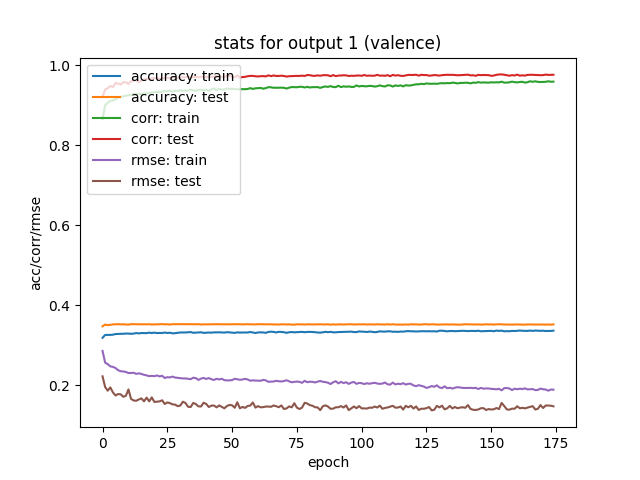 stats for output 1 (valence)
1.0
0.8
0.6
0.4
0.2
acc/corr/rmse
accuracy: train
accuracy: test
corr: train
corr: test
rmse: train
rmse: test
0 25 50 75 100 125 150 175
epoch